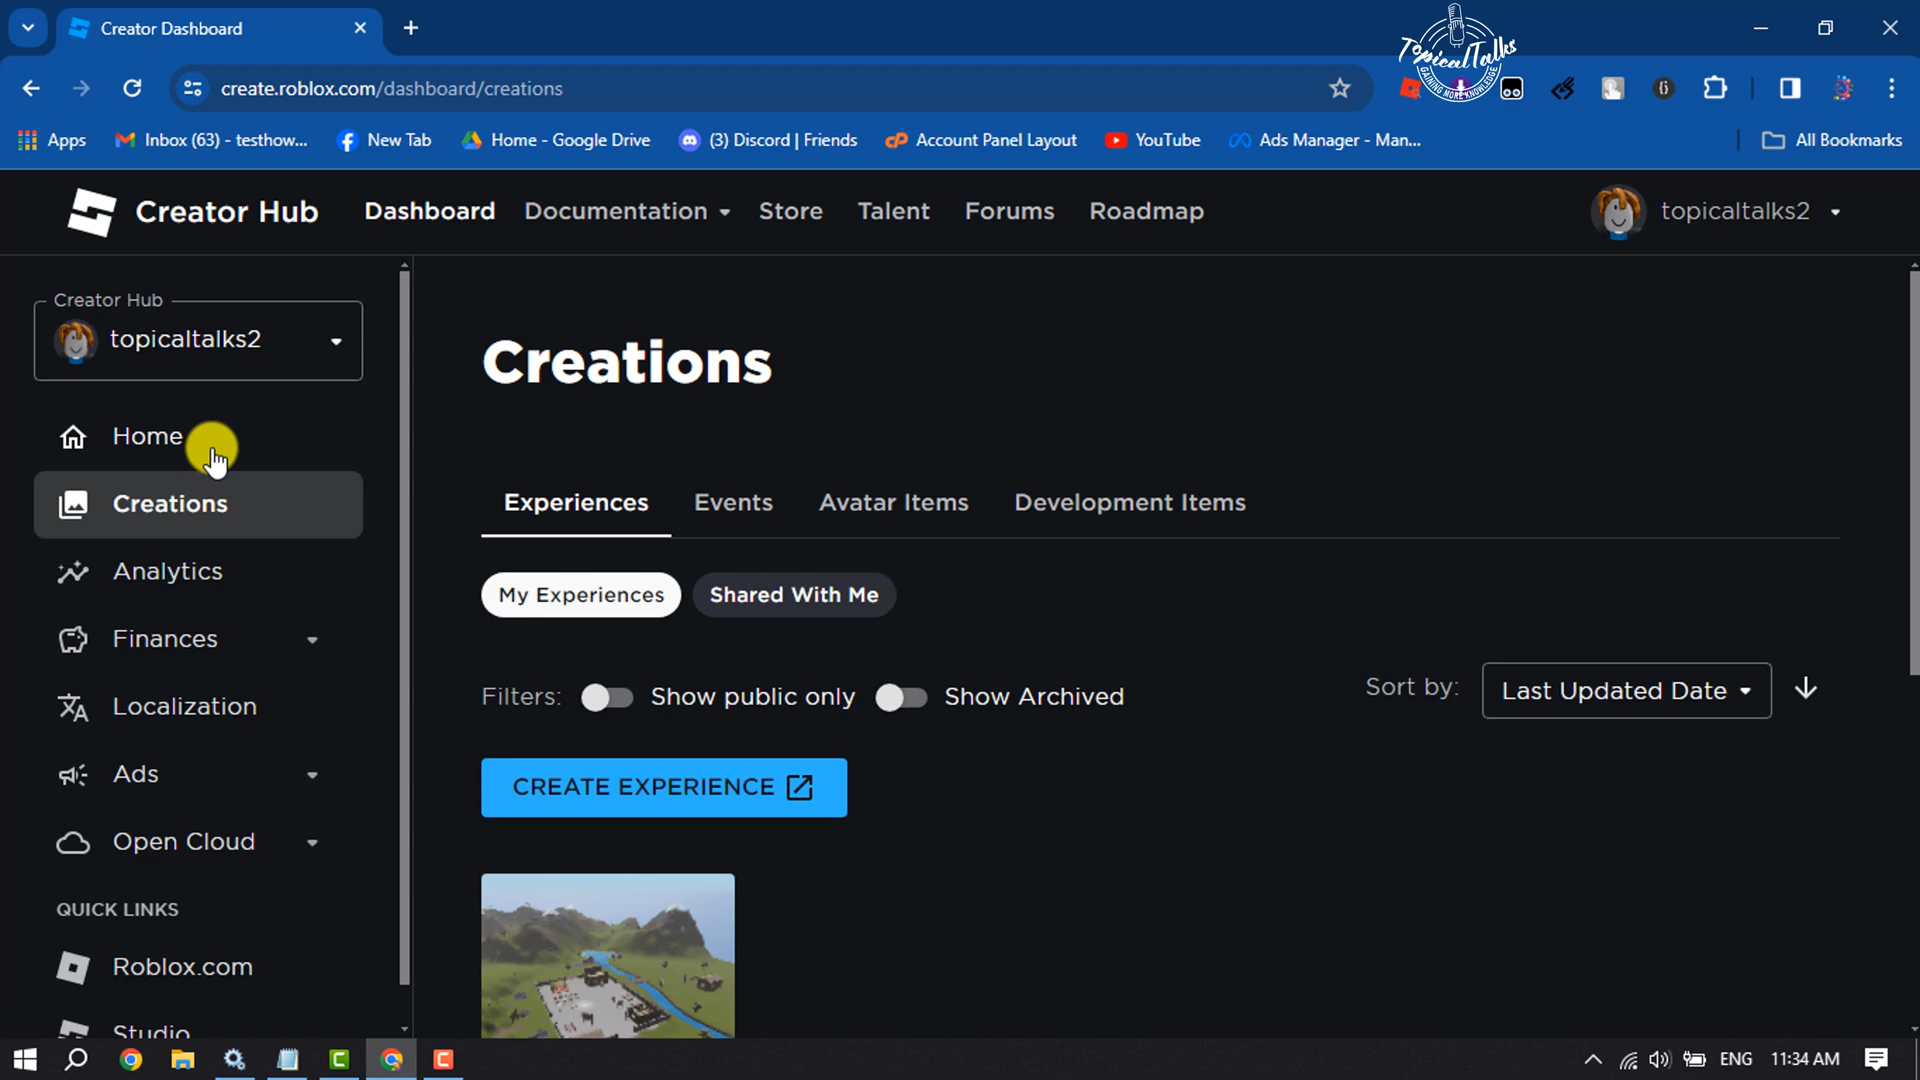 Creator Dashboard
TopicalTalks
GAINING MORE KNOWLEDGE
create.roblox.com/dashboard/creations
Apps
Inbox (63) - testhow...
New Tab
Home - Google Drive
(3) Discord | Friends
Account Panel Layout
YouTube
Ads Manager - Man...
All Bookmarks
Creator Hub
Dashboard
Documentation
Store
Talent
Forums
Roadmap
topicaltalks2
Creator Hub
topicaltalks2
Home
Creations
Analytics
Finances
Localization
Ads
Open Cloud
QUICK LINKS
Roblox.com
Studio
Creations
Experiences
Events
Avatar Items
Development Items
My Experiences
Shared With Me
Filters:
Show public only
Show Archived
Sort by:
Last Updated Date
CREATE EXPERIENCE
ENG
11:34 AM